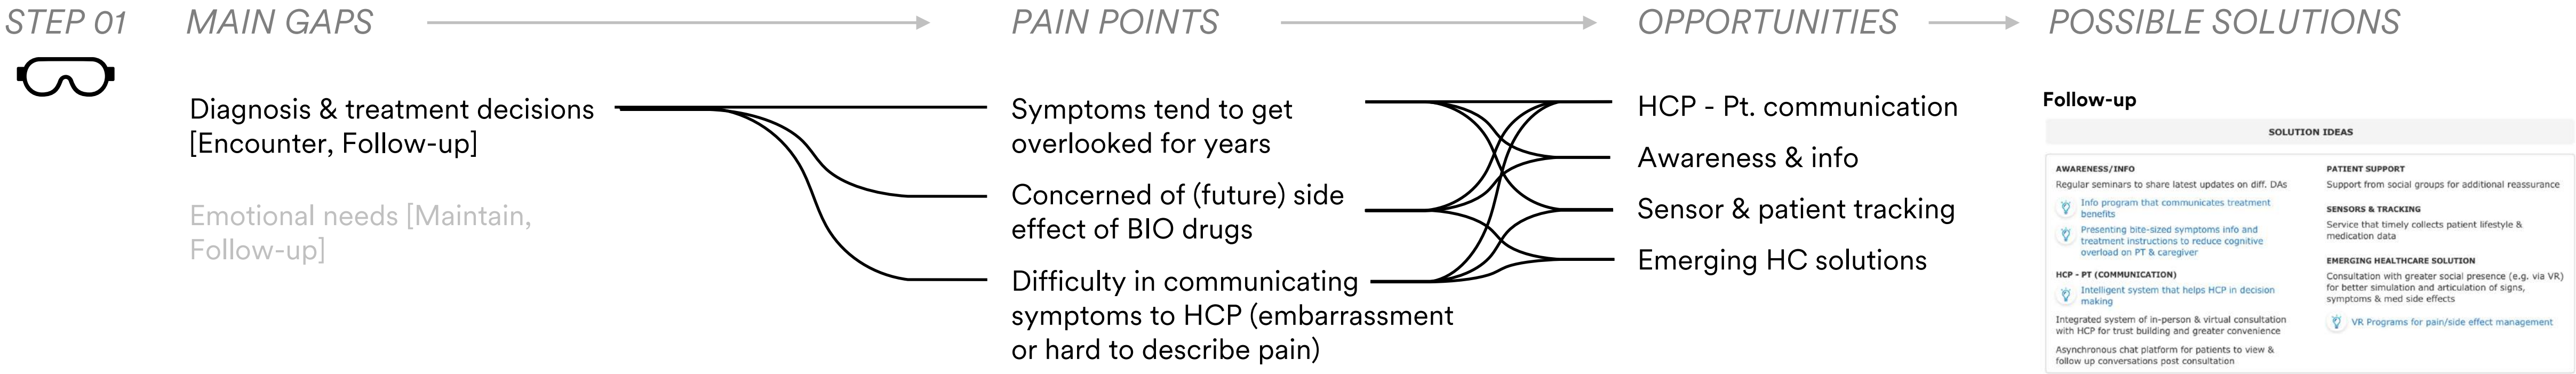 STEP 01
MAIN GAPS
PAIN POINTS
OPPORTUNITIES
POSSIBLE SOLUTIONS
Diagnosis & treatment decisions
[Encounter, Follow-up]
Emotional needs [Maintain,
Follow-up]
Symptoms tend to get
overlooked for years
Concerned of (future) side
effect of BIO drugs
Difficulty in communicating
symptoms to HCP (embarrassment
or hard to describe pain)
HCP - Pt. communication
Awareness & info
Sensor & patient tracking
Emerging HC solutions
Follow-up
SOLUTION IDEAS
AWARENESS/INFO
Regular seminars to share latest updates on diff. DAs
Info program that communicates treatment
benefits
Presenting bite-sized symptoms info and
treatment instructions to reduce cognitive
overload on PT & caregiver
HCP - PT (COMMUNICATION)
Intelligent system that helps HCP in decision
making
Integrated system of in-person & virtual consultation
with HCP for trust building and greater convenience
Asynchronous chat platform for patients to view &
follow up conversations post consultation
PATIENT SUPPORT
Support from social groups for additional reassurance
SENSORS & TRACKING
Service that timely collects patient lifestyle &
medication data
EMERGING HEALTHCARE SOLUTION
Consultation with greater social presence (e.g. via VR)
for better simulation and articulation of signs,
symptoms & med side effects
VR Programs for pain/side effect management